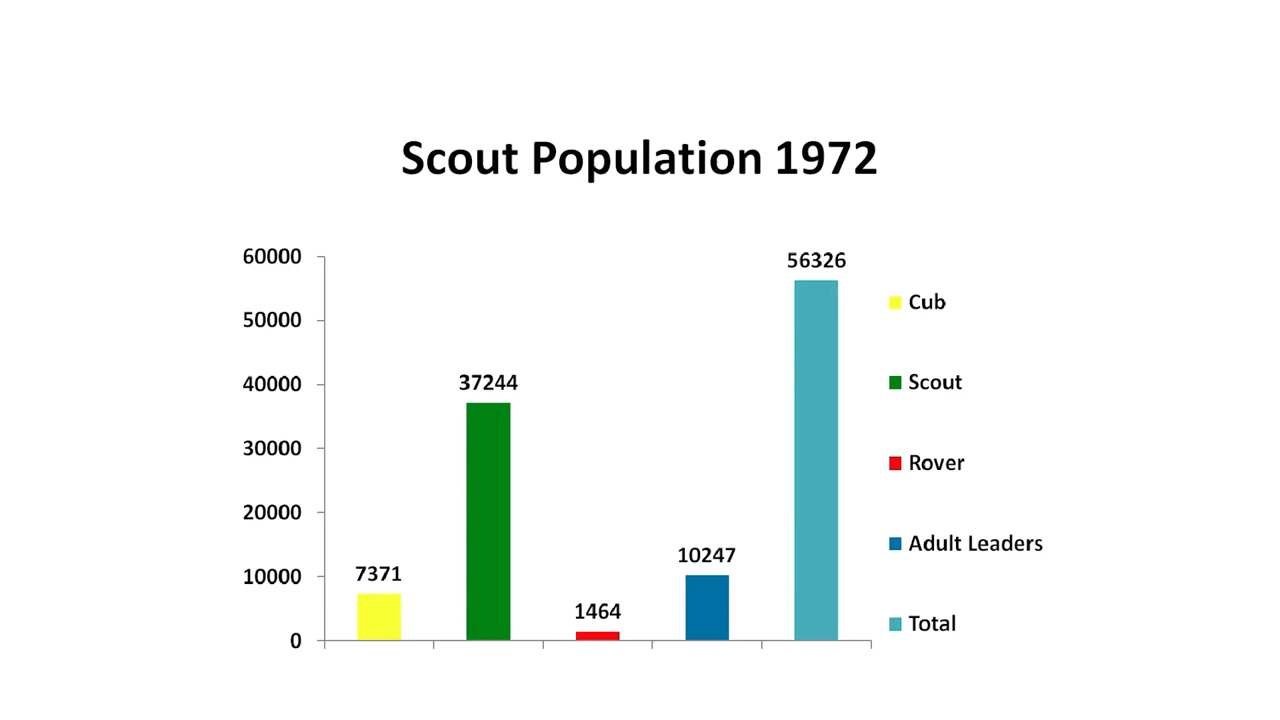 Scout Population 1972
60000
50000
40000
30000
20000
10000
0
7371
37244
1464
10247
56326
Cub
Scout
Rover
Adult Leaders
Total